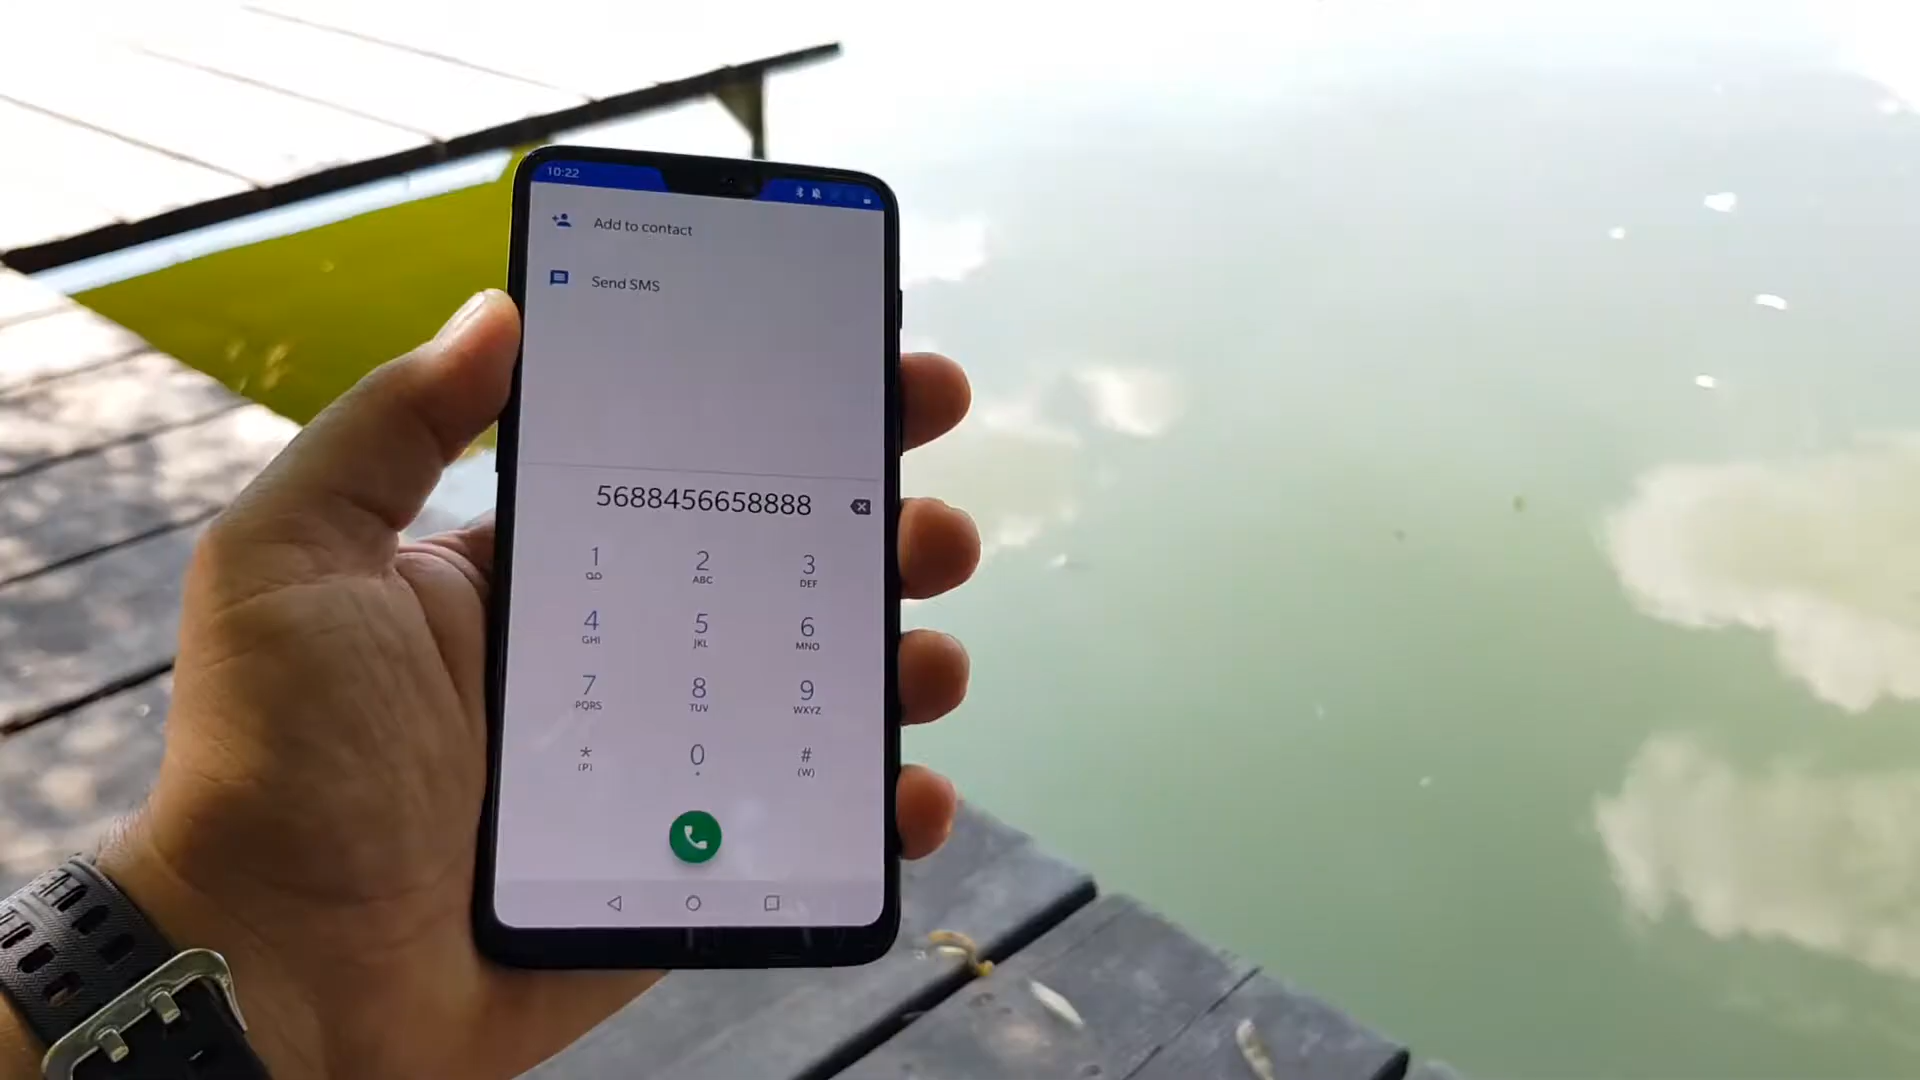 10:22
Add to contact
Send SMS
5688456658888
1 2 3
ABC DEF
4 5 6
GHI JKL MNO
7 8 9
PQRS TUV WXYZ
* 0 #
(P) (W)